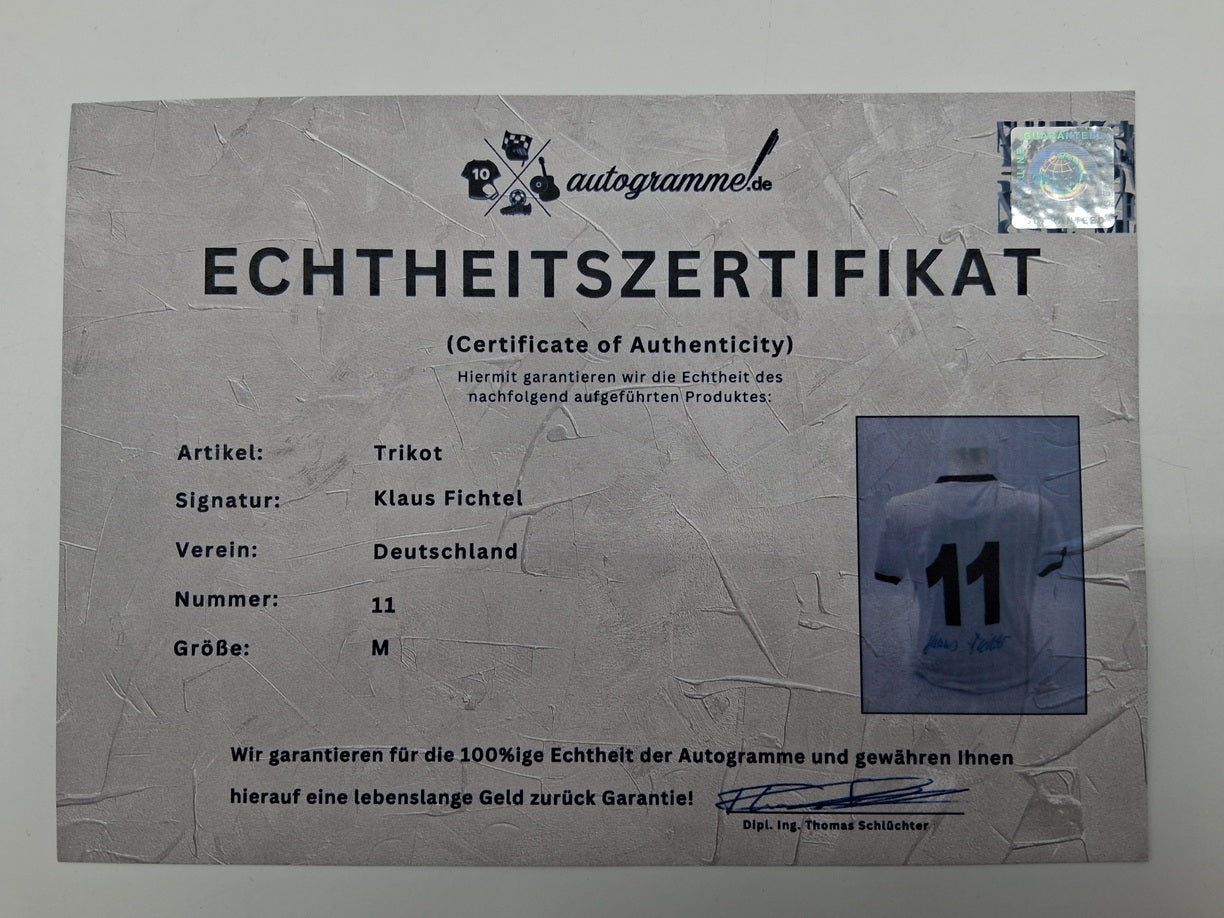 10
autogramme.de
GUARANTEED
ECHTHEITSZERTIFIKAT
(Certificate of Authenticity)
Hiermit garantieren wir die Echtheit des
nachfolgend aufgeführten Produktes:
Artikel: Trikot
Signatur: Klaus Fichtel
Verein: Deutschland
Nummer: 11
Größe: M
11
Wir garantieren für die 100%ige Echtheit der Autogramme und gewähren Ihnen
hierauf eine lebenslange Geld zurück Garantie!
Dipl. Ing. Thomas Schlüchter